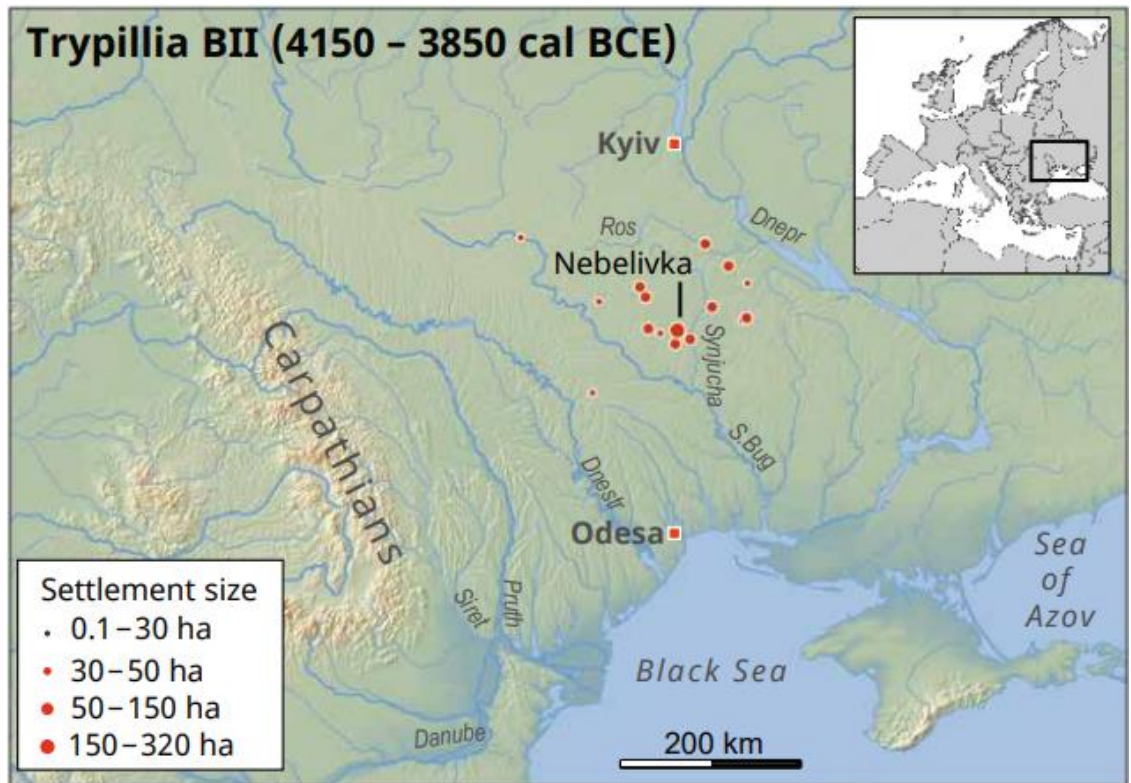 Trypillia BII (4150 – 3850 cal BCE)
Kyiv
Ros
Dnepr
Nebelivka
Carpathians
Synjucha
S.Bug
Dnestr
Odesa
Sea
of
Azov
Siret
Pruth
Black Sea
Danube
200 km
Settlement size
0.1–30 ha
30–50 ha
50–150 ha
150–320 ha